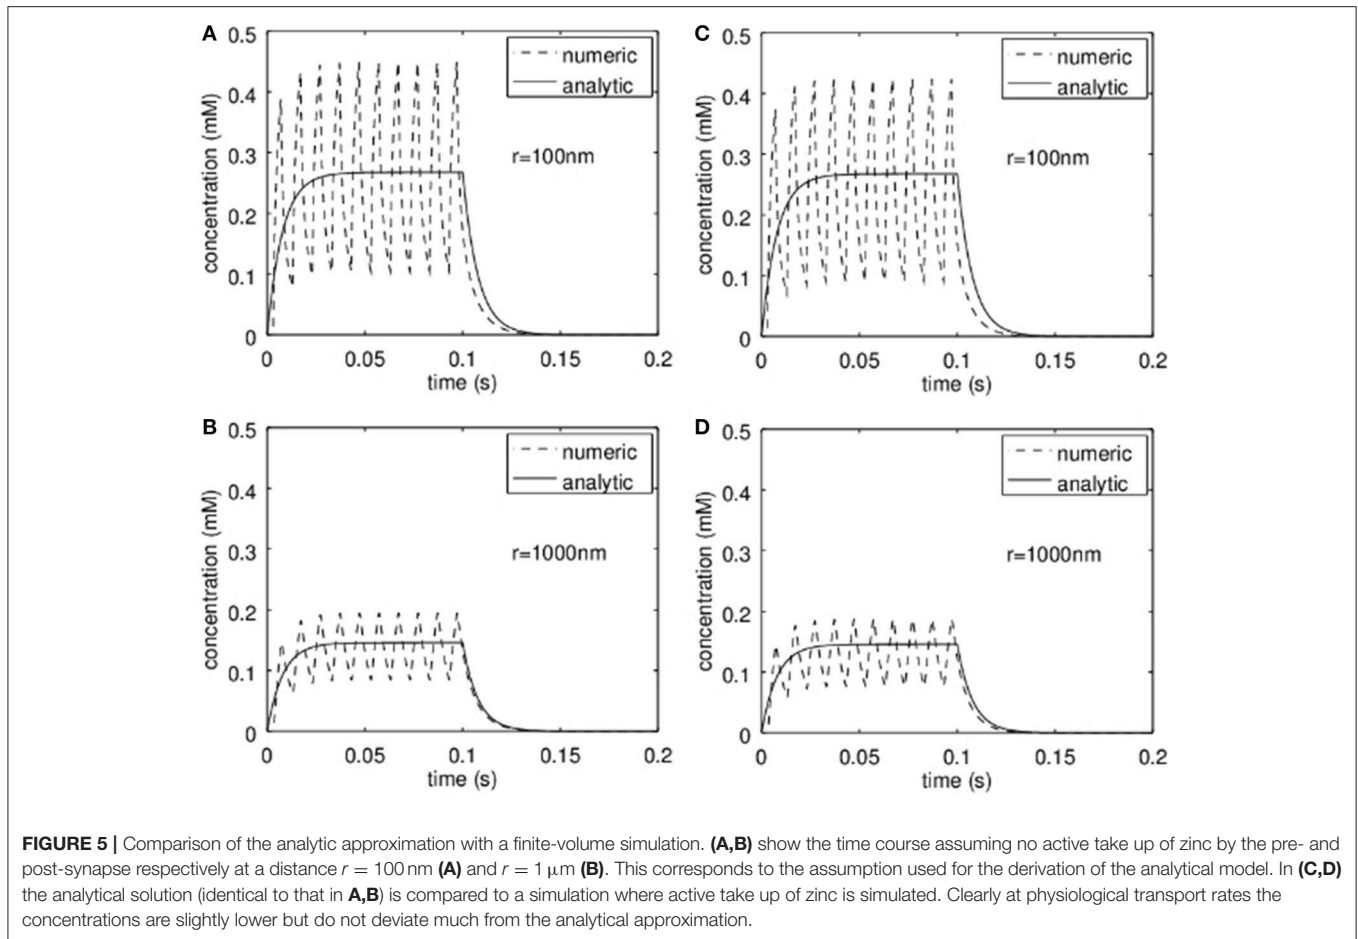 A
0.5
0.4
0.3
0.2
0.1
0
concentration (mM)
numeric
analytic
r=100nm
0 0.05 0.1 0.15 0.2
time (s)
C
0.5
0.4
0.3
0.2
0.1
0
concentration (mM)
numeric
analytic
r=100nm
0 0.05 0.1 0.15 0.2
time (s)
B
0.5
0.4
0.3
0.2
0.1
0
concentration (mM)
numeric
analytic
r=1000nm
0 0.05 0.1 0.15 0.2
time (s)
D
0.5
0.4
0.3
0.2
0.1
0
concentration (mM)
numeric
analytic
r=1000nm
0 0.05 0.1 0.15 0.2
time (s)
FIGURE 5 | Comparison of the analytic approximation with a finite-volume simulation. (A,B) show the time course assuming no active take up of zinc by the pre- and
post-synapse respectively at a distance r = 100 nm (A) and r = 1 μm (B). This corresponds to the assumption used for the derivation of the analytical model. In (C,D)
the analytical solution (identical to that in A,B) is compared to a simulation where active take up of zinc is simulated. Clearly at physiological transport rates the
concentrations are slightly lower but do not deviate much from the analytical approximation.